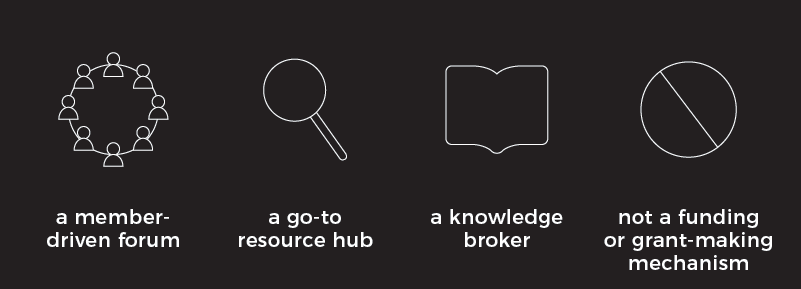 a member-
driven forum
a go-to
resource hub
a knowledge
broker
not a funding
or grant-making
mechanism